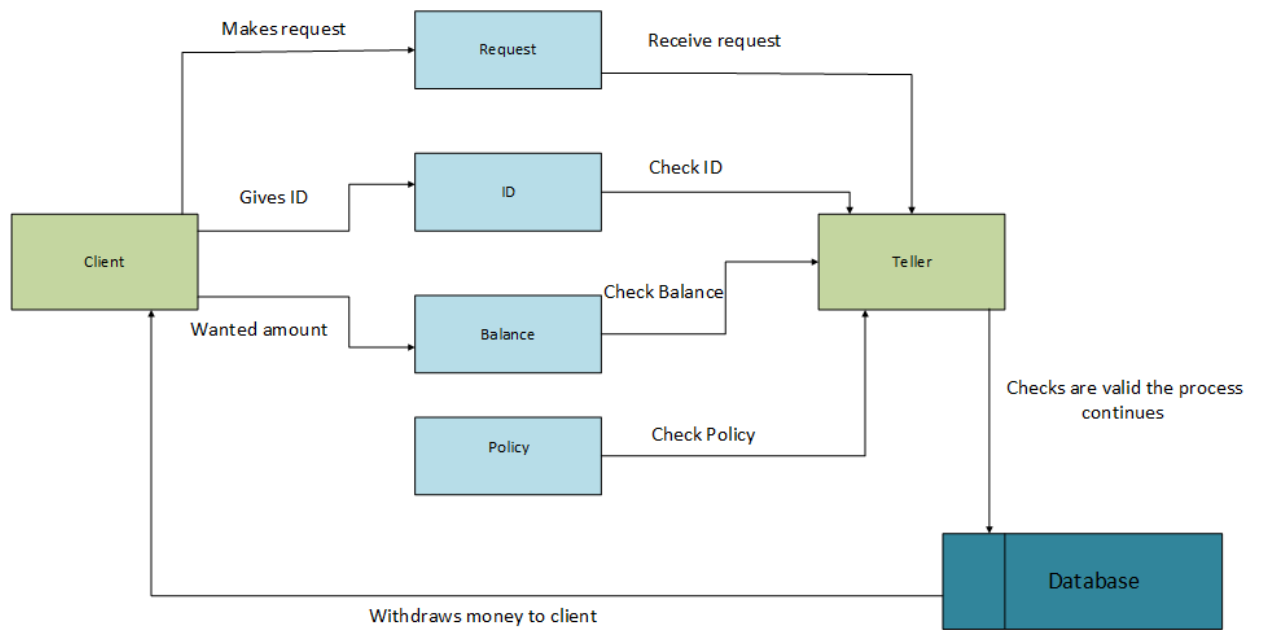 Makes request
Request
Receive request
Gives ID
ID
Check ID
Client
Teller
Wanted amount
Balance
Check Balance
Policy
Check Policy
Checks are valid the process
continues
Database
Withdraws money to client